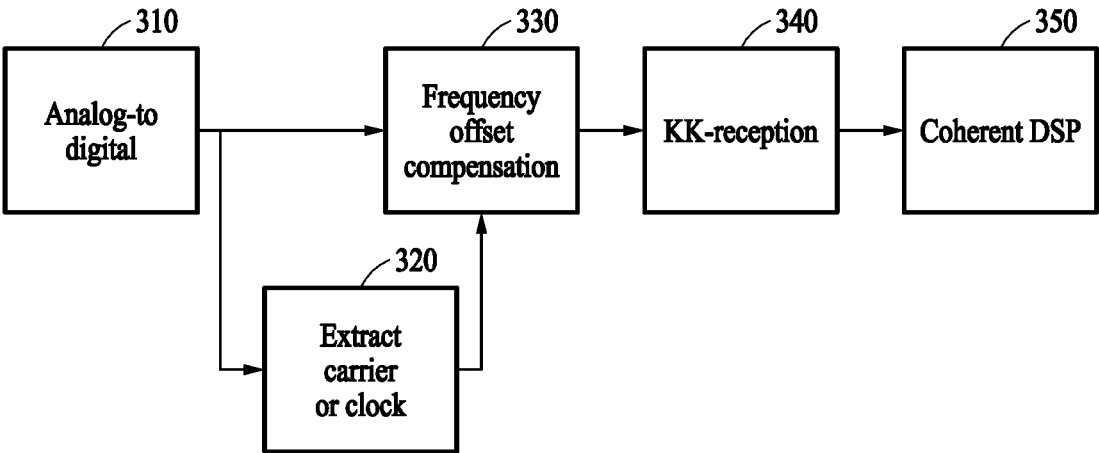 310
330
340
350
Analog-to
digital
Frequency
offset
compensation
KK-reception
Coherent DSP
320
Extract
carrier
or clock